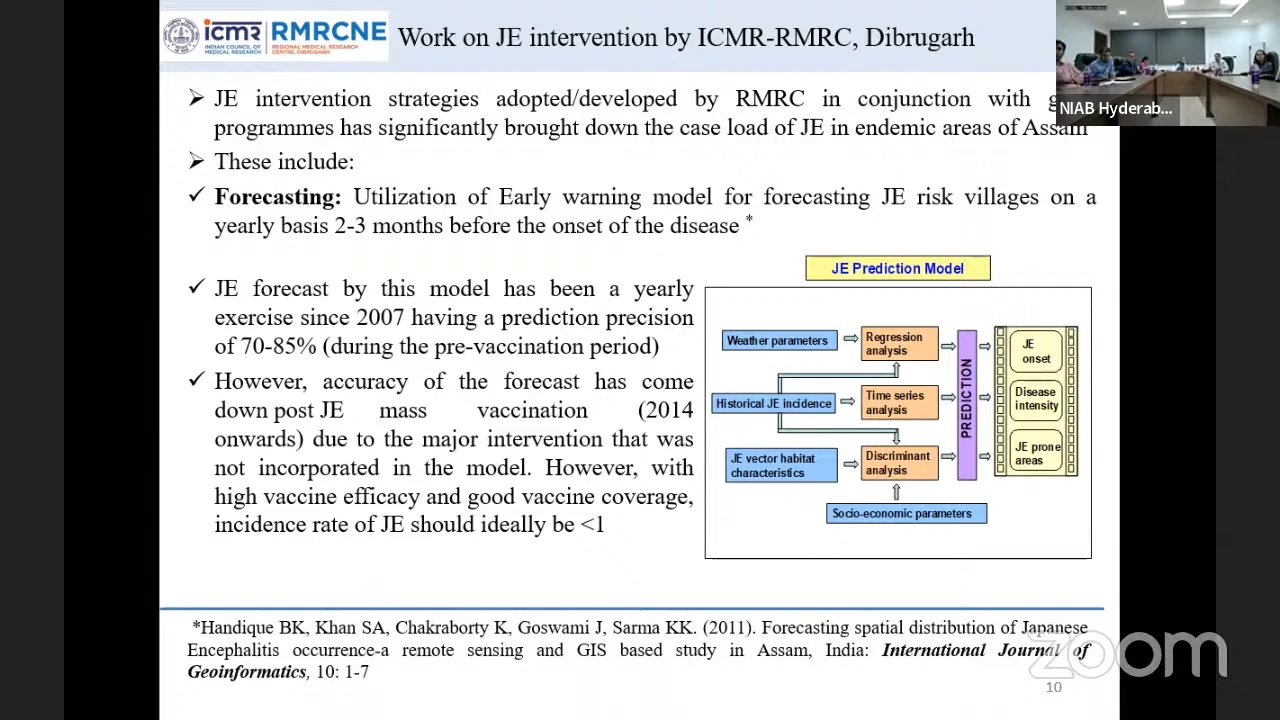 icmr
INDIAN COUNCIL OF
MEDICAL RESEARCH
RMRCNE
REGIONAL MEDICAL RESEARCH
CENTRE, DIBRUGARH
Work on JE intervention by ICMR-RMRC, Dibrugarh
NIAB Hyderab...
➢ JE intervention strategies adopted/developed by RMRC in conjunction with
programmes has significantly brought down the case load of JE in endemic areas of Assam
➢ These include:
✓ Forecasting: Utilization of Early warning model for forecasting JE risk villages on a
yearly basis 2-3 months before the onset of the disease *
✓ JE forecast by this model has been a yearly
exercise since 2007 having a prediction precision
of 70-85% (during the pre-vaccination period)
✓ However, accuracy of the forecast has come
down post JE mass vaccination (2014
onwards) due to the major intervention that was
not incorporated in the model. However, with
high vaccine efficacy and good vaccine coverage,
incidence rate of JE should ideally be <1
JE Prediction Model
Weather parameters
Regression
analysis
Historical JE incidence
Time series
analysis
JE vector habitat
characteristics
Discriminant
analysis
Socio-economic parameters
PREDICTION
JE
onset
Disease
intensity
JE prone
areas
*Handique BK, Khan SA, Chakraborty K, Goswami J, Sarma KK. (2011). Forecasting spatial distribution of Japanese
Encephalitis occurrence-a remote sensing and GIS based study in Assam, India: International Journal of
Geoinformatics, 10: 1-7
zoom
10